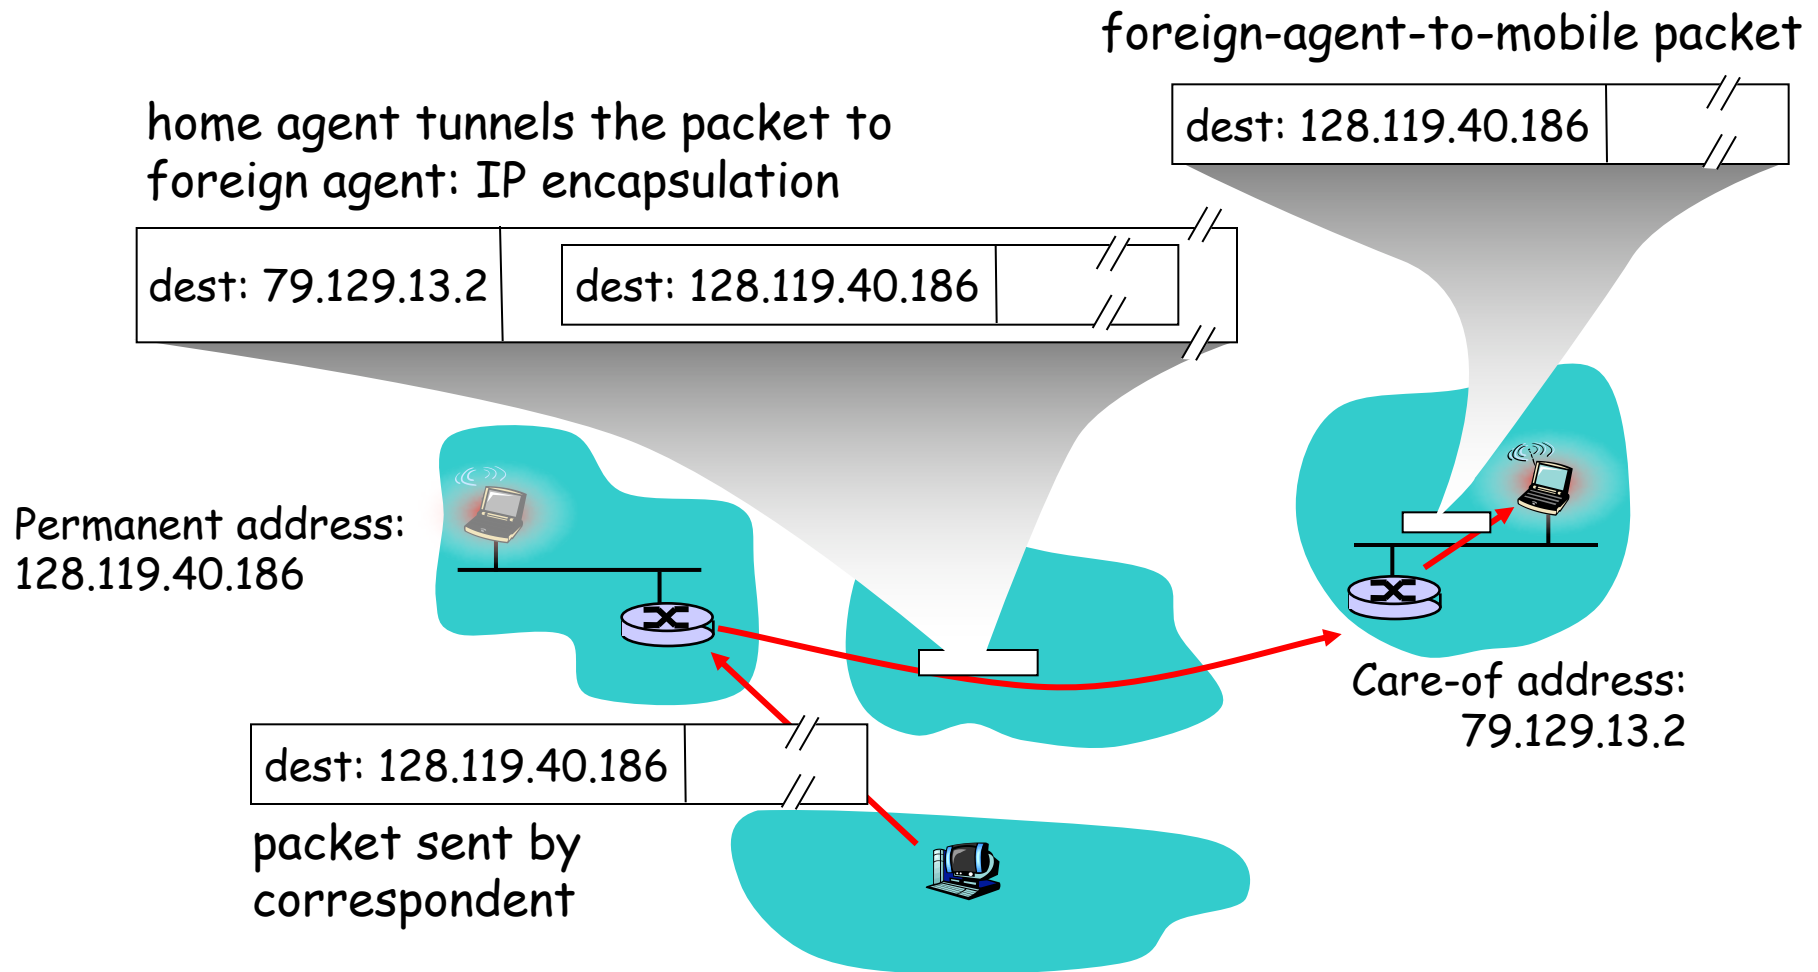 foreign-agent-to-mobile packet
dest: 128.119.40.186
home agent tunnels the packet to
foreign agent: IP encapsulation
dest: 79.129.13.2
dest: 128.119.40.186
Permanent address:
128.119.40.186
Care-of address:
79.129.13.2
dest: 128.119.40.186
packet sent by
correspondent